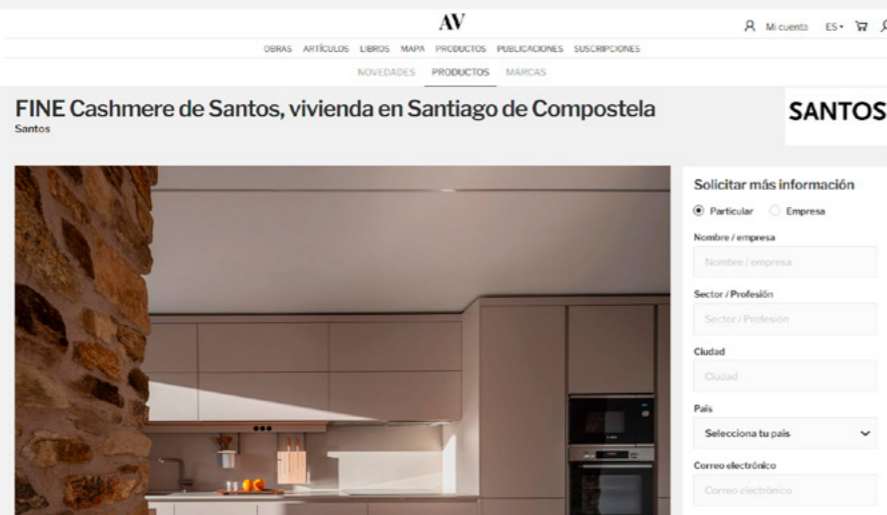 AV
Mi cuenta ES
OBRAS ARTÍCULOS LIBROS MAPA PRODUCTOS PUBLICACIONES SUSCRIPCIONES
NOVEDADES PRODUCTOS MARCAS
FINE Cashmere de Santos, vivienda en Santiago de Compostela
Santos
SANTOS
Solicitar más información
Particular Empresa
Nombre / empresa
Nombre / empresa
Sector / Profesión
Sector / Profesión
Ciudad
Ciudad
País
Selecciona tu país
Correo electrónico
Correo electrónico